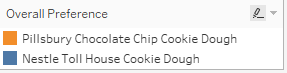 Overall Preference
Pillsbury Chocolate Chip Cookie Dough
Nestle Toll House Cookie Dough